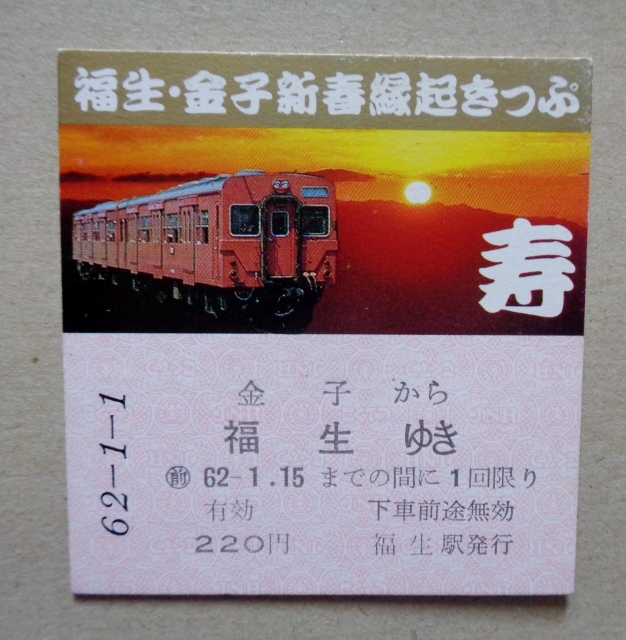 福生・金子新春縁起きっぷ
寿
金子から
福生ゆき
前 62-1.15 までの間に1回限り
有効 下車前途無効
220円 福生駅発行
62-1-1